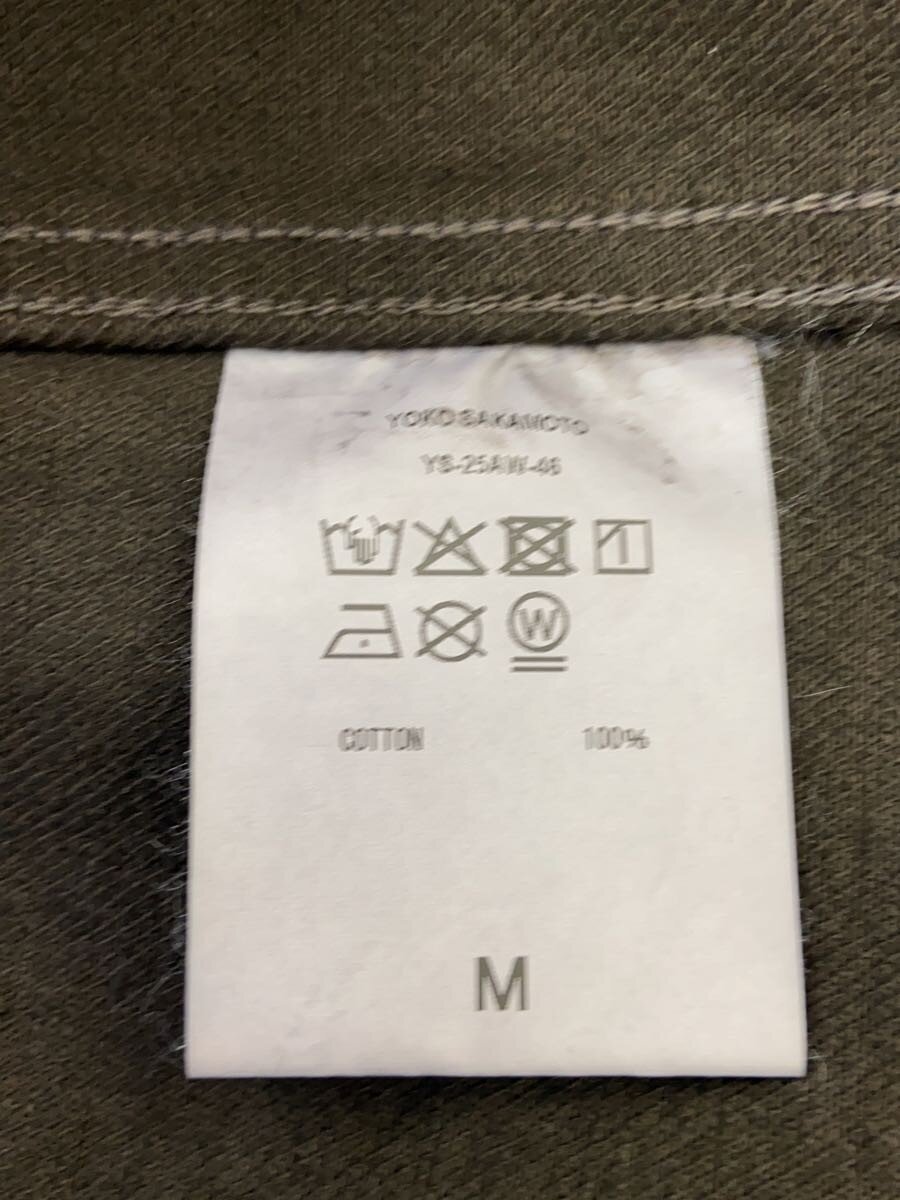 YOKO SAKAMOTO
YS-25AW-46
W
COTTON 100%
M